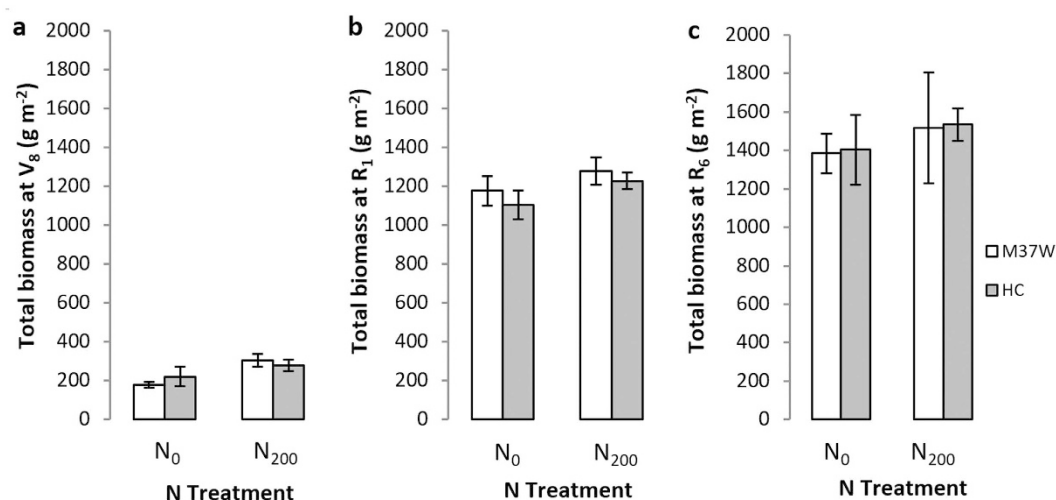 a
Total biomass at V₈ (g m⁻²)
2000
1800
1600
1400
1200
1000
800
600
400
200
0
N₀ N₂₀₀
N Treatment
b
Total biomass at R₁ (g m⁻²)
2000
1800
1600
1400
1200
1000
800
600
400
200
0
N₀ N₂₀₀
N Treatment
c
Total biomass at R₆ (g m⁻²)
2000
1800
1600
1400
1200
1000
800
600
400
200
0
N₀ N₂₀₀
N Treatment
M37W
HC